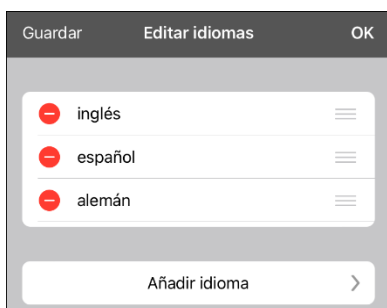 Guardar Editar idiomas OK
inglés
español
alemán
Añadir idioma